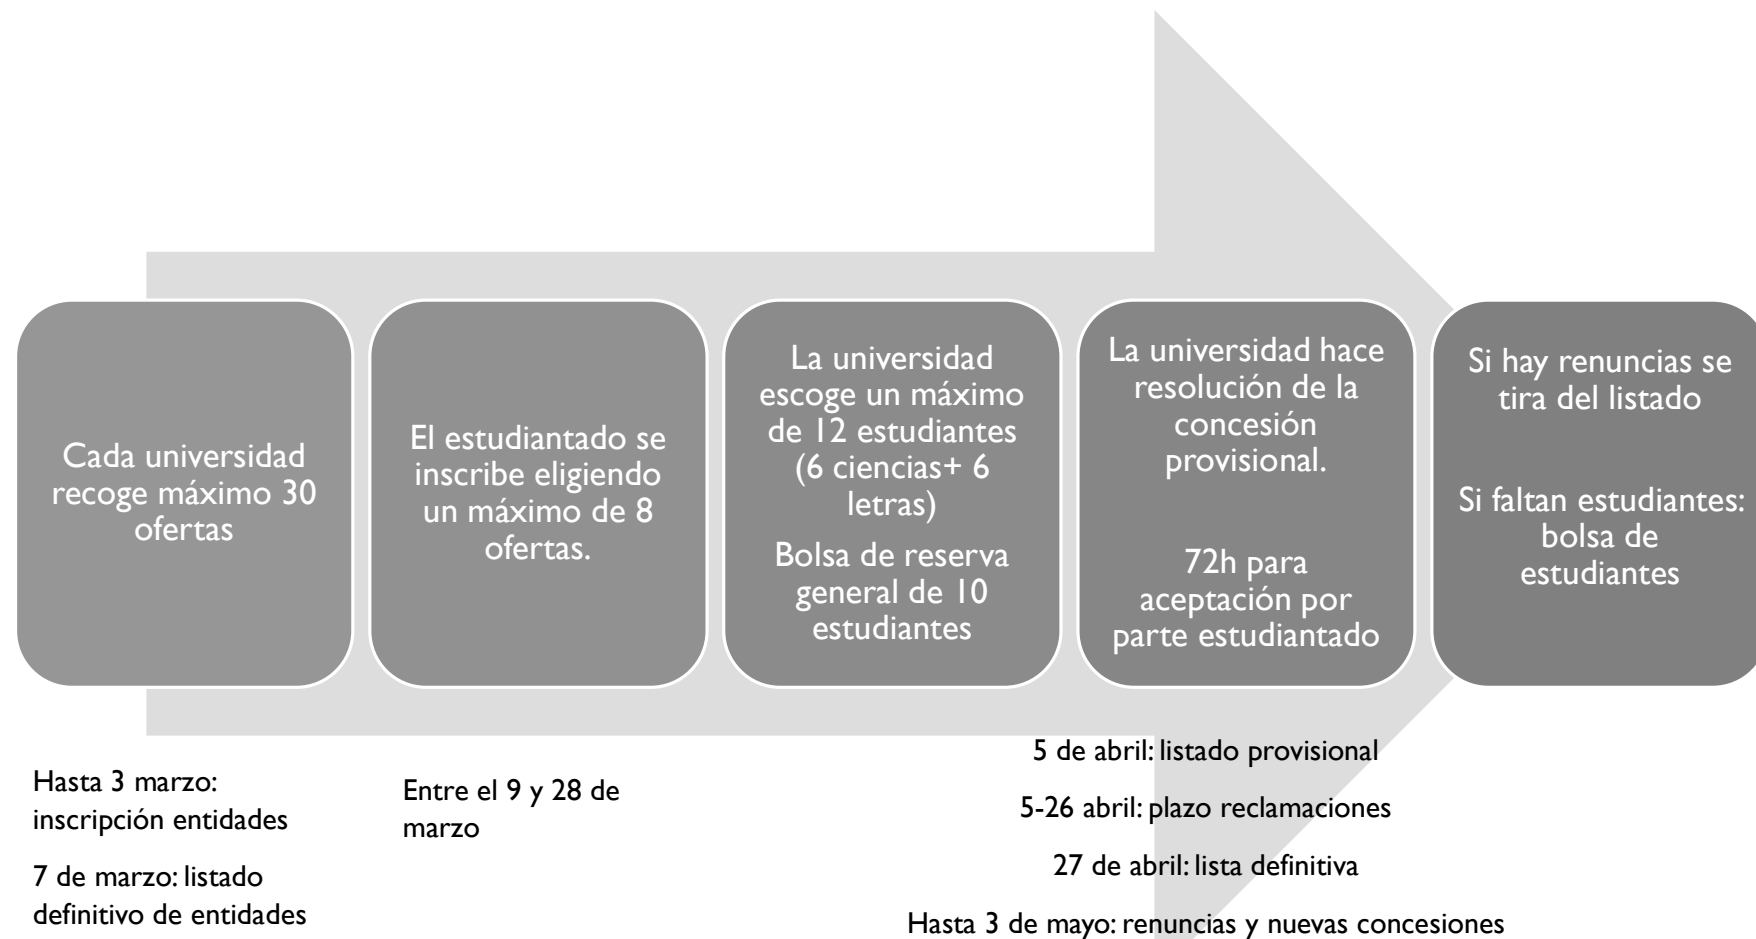 Cada universidad
recoge máximo 30
ofertas
El estudiantado se
inscribe eligiendo
un máximo de 8
ofertas.
La universidad
escoge un máximo
de 12 estudiantes
(6 ciencias+ 6
letras)
Bolsa de reserva
general de 10
estudiantes
La universidad hace
resolución de la
concesión
provisional.
72h para
aceptación por
parte estudiantado
Si hay renuncias se
tira del listado
Si faltan estudiantes:
bolsa de
estudiantes
Hasta 3 marzo:
inscripción entidades
7 de marzo: listado
definitivo de entidades
Entre el 9 y 28 de
marzo
5 de abril: listado provisional
5-26 abril: plazo reclamaciones
27 de abril: lista definitiva
Hasta 3 de mayo: renuncias y nuevas concesiones